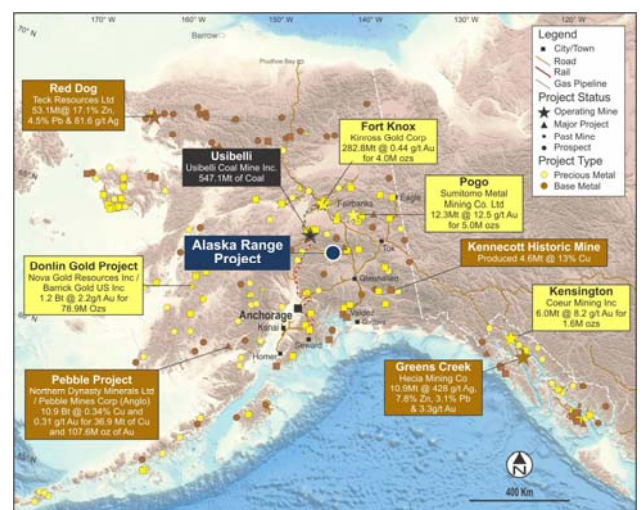 170° W
160° W
150° W
148° W
140° W
130° W
120° W
70° N
Barrow
Prudhoe Bay
Legend
City/Town
Road
Rail
Gas Pipeline
Project Status
Operating Mine
Major Project
Past Mine
Prospect
Project Type
Precious Metal
Base Metal
Red Dog
Teck Resources Ltd
53.1Mt@ 17.1% Zn,
4.5% Pb & 81.6 g/t Ag
Fort Knox
Kinross Gold Corp
282.8Mt @ 0.44 g/t Au
for 4.0M ozs
Usibelli
Usibelli Coal Mine Inc.
547.1Mt of Coal
Fairbanks
Eagle
Pogo
Sumitomo Metal
Mining Co. Ltd
12.3Mt @ 12.5 g/t Au
for 5.0M ozs
Alaska Range
Project
Tok
Kennecott Historic Mine
Produced 4.6Mt @ 13% Cu
Donlin Gold Project
Nova Gold Resources Inc /
Barrick Gold US Inc
1.2 Bt @ 2.2g/t Au for
78.9M Ozs
Glennallen
Kensington
Coeur Mining Inc
6.0Mt @ 8.2 g/t Au for
1.6M ozs
Anchorage
Valdez
Kenai
Seward
Homer
Pebble Project
Northern Dynasty Minerals Ltd
/ Pebble Mines Corp (Anglo)
10.9 Bt @ 0.34% Cu and
0.31 g/t Au for 36.9 Mt of Cu
and 107.6M oz of Au
Greens Creek
Hecla Mining Co
10.9Mt @ 428 g/t Ag,
7.8% Zn, 3.1% Pb
& 3.3g/t Au
N
400 Km